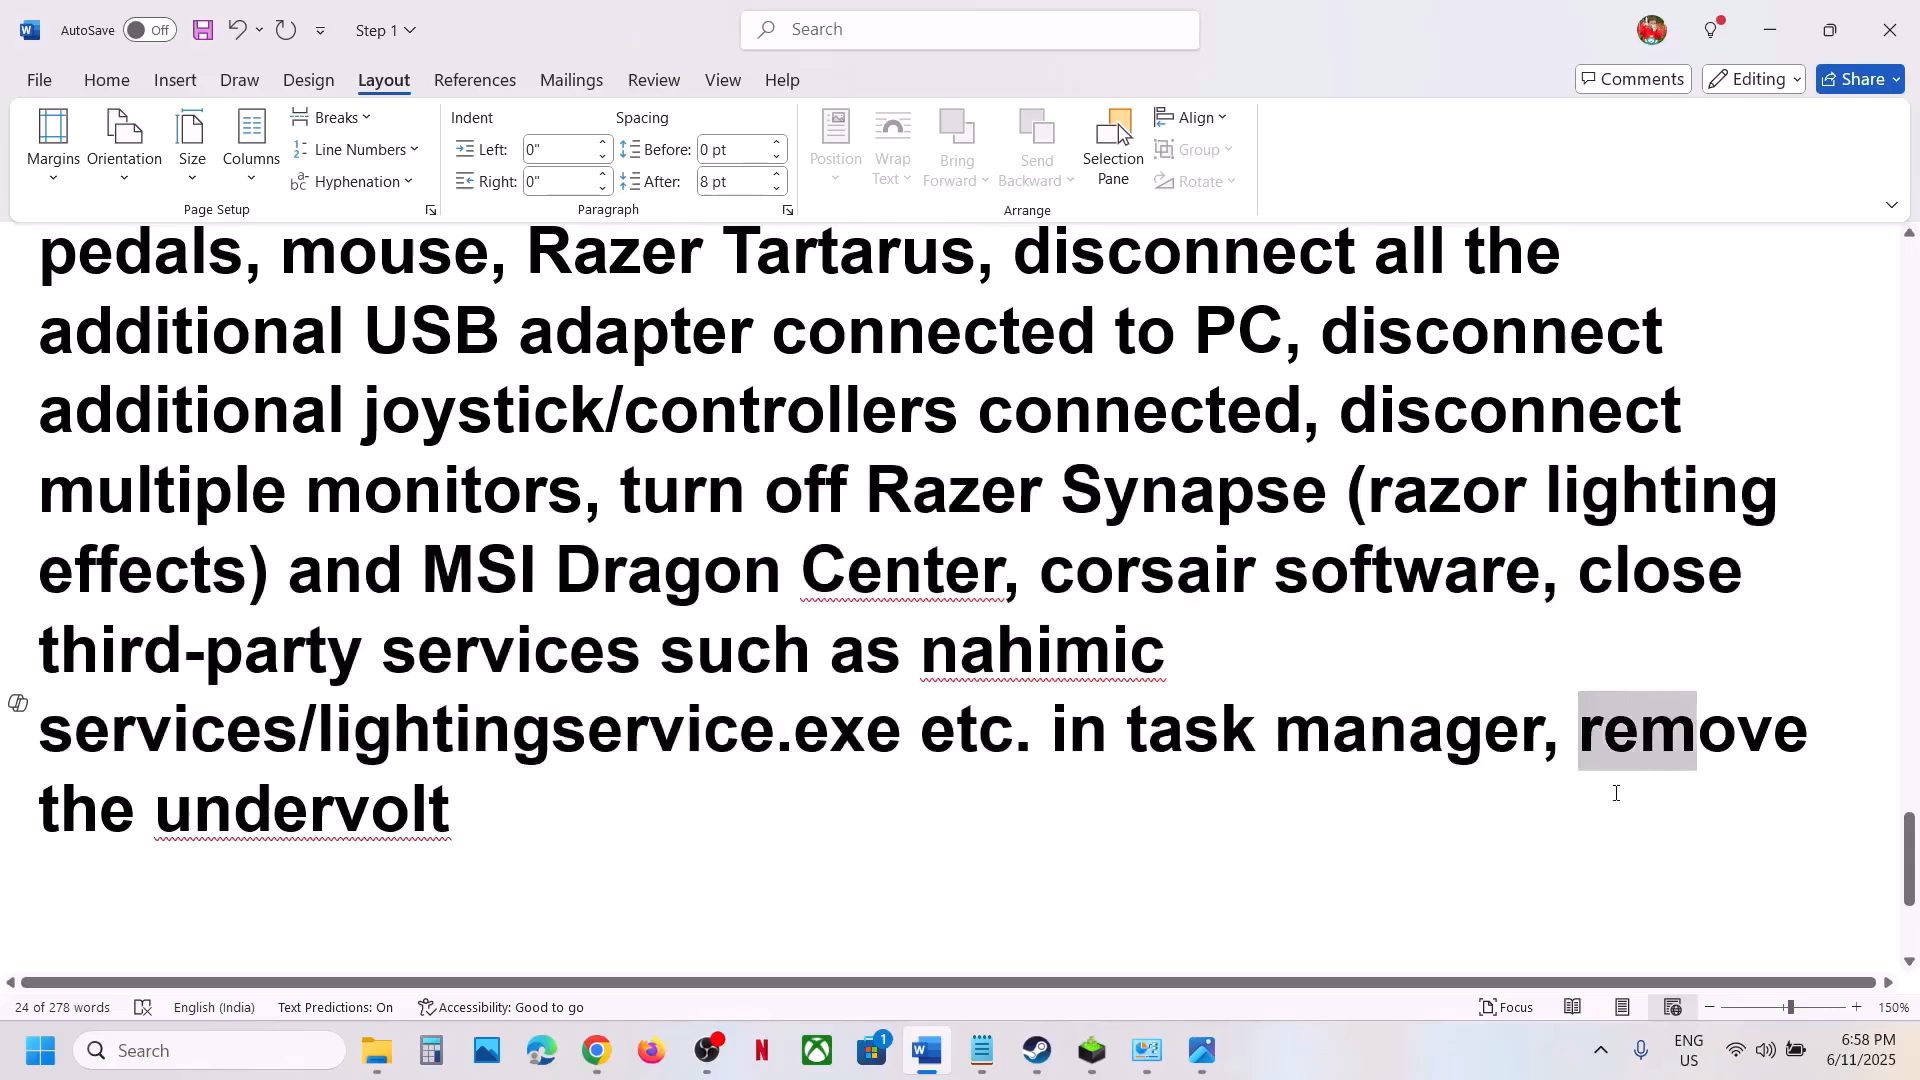 AutoSave Off Step 1 Search
File Home Insert Draw Design Layout References Mailings Review View Help Comments Editing Share
Margins Orientation Size Columns Breaks Line Numbers Hyphenation
Page Setup
Indent Spacing
Left: 0" Before: 0 pt
Right: 0" After: 8 pt
Paragraph
Position Wrap Text Bring Forward Send Backward Selection Pane Align Group Rotate
Arrange
pedals, mouse, Razer Tartarus, disconnect all the
additional USB adapter connected to PC, disconnect
additional joystick/controllers connected, disconnect
multiple monitors, turn off Razer Synapse (razor lighting
effects) and MSI Dragon Center, corsair software, close
third-party services such as nahimic
services/lightingservice.exe etc. in task manager, remove
the undervolt
24 of 278 words English (India) Text Predictions: On Accessibility: Good to go Focus 150%
Search 1 ENG US 6:58 PM 6/11/2025